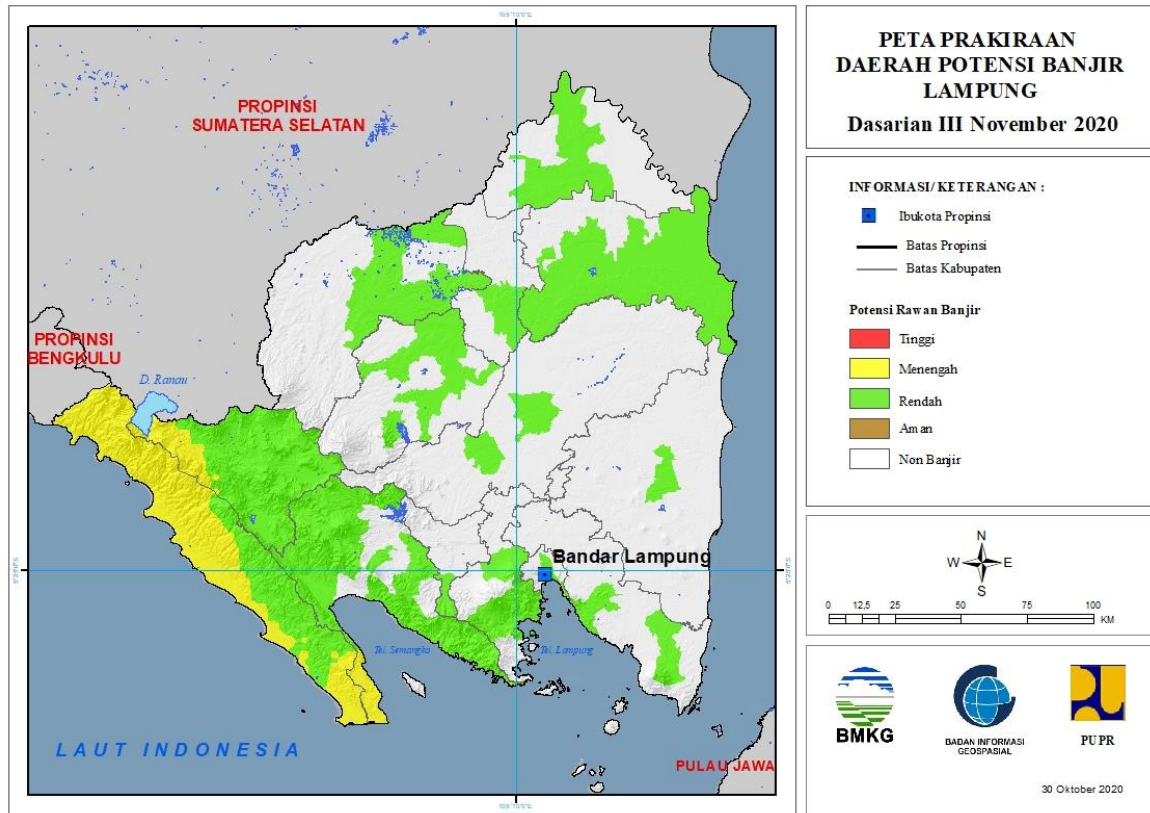 PROPINSI
SUMATERA SELATAN
PROPINSI
BENGKULU
D. Ranau
Bandar Lampung
Tel. Semangka
Tel. Lampung
LAUT INDONESIA
PULAU JAWA
PETA PRAKIRAAN
DAERAH POTENSI BANJIR
LAMPUNG
Dasarian III November 2020
INFORMASI/ KETERANGAN :
Ibukota Propinsi
Batas Propinsi
Batas Kabupaten
Potensi Rawan Banjir
Tinggi
Menengah
Rendah
Aman
Non Banjir
N
W E
S
0 12,5 25 50 75 100
KM
BMKG
BADAN INFORMASI
GEOSPASIAL
PUPR
30 Oktober 2020